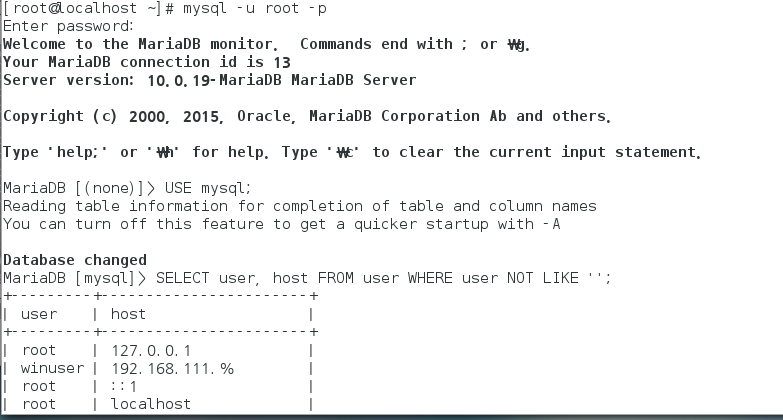 [root@localhost ~]# mysql -u root -p
Enter password:
Welcome to the MariaDB monitor.  Commands end with ; or ₩g.
Your MariaDB connection id is 13
Server version: 10.0.19-MariaDB MariaDB Server
Copyright (c) 2000, 2015, Oracle, MariaDB Corporation Ab and others.
Type 'help;' or '₩h' for help. Type '₩c' to clear the current input statement.
MariaDB [(none)]> USE mysql;
Reading table information for completion of table and column names
You can turn off this feature to get a quicker startup with -A
Database changed
MariaDB [mysql]> SELECT user, host FROM user WHERE user NOT LIKE '';
+---------+-----------------------+
| user    | host                  |
+---------+-----------------------+
| root    | 127.0.0.1             |
| winuser | 192.168.111.%         |
| root    | ::1                   |
| root    | localhost             |